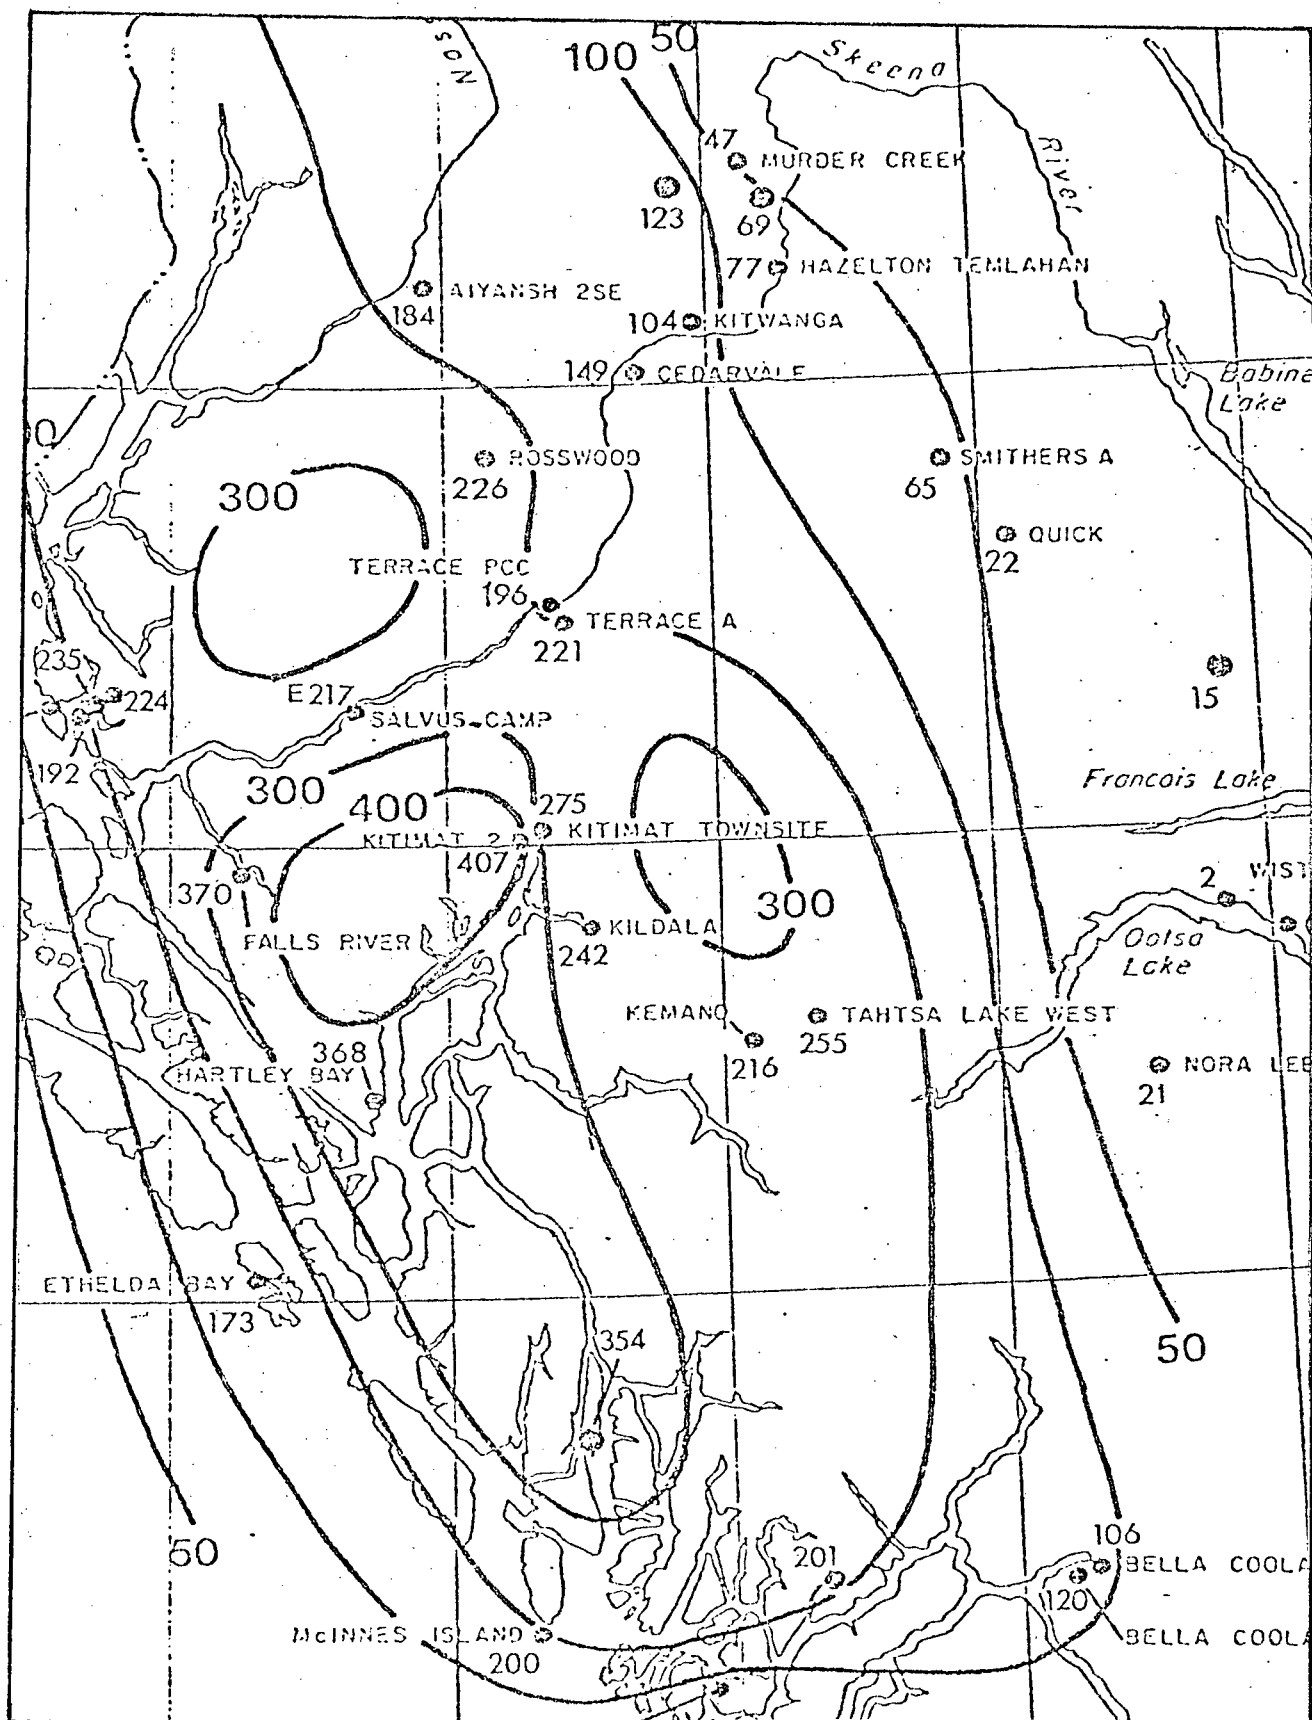 SON
50
100
Skeena
River
47
MURDER CREEK
123
69
77
HAZELTON TEMLAHAN
AIYANSH 2SE
184
104
KITWANGA
149
CEDARVALE
Babine
Lake
ROSSWOOD
226
SMITHERS A
65
300
QUICK
22
TERRACE PCC
196
TERRACE A
221
235
224
E217
SALVUS CAMP
15
192
300
400
275
Francois Lake
KITIMAT 2
KITIMAT TOWNSITE
407
370
2
WIST
300
FALLS RIVER
KILDALA
242
Ootsa
Lake
KEMANO
TAHTSA LAKE WEST
216
255
368
HARTLEY BAY
NORA LEE
21
ETHELDA BAY
173
354
50
50
201
106
BELLA COOLA
120
McINNES ISLAND
200
BELLA COOLA